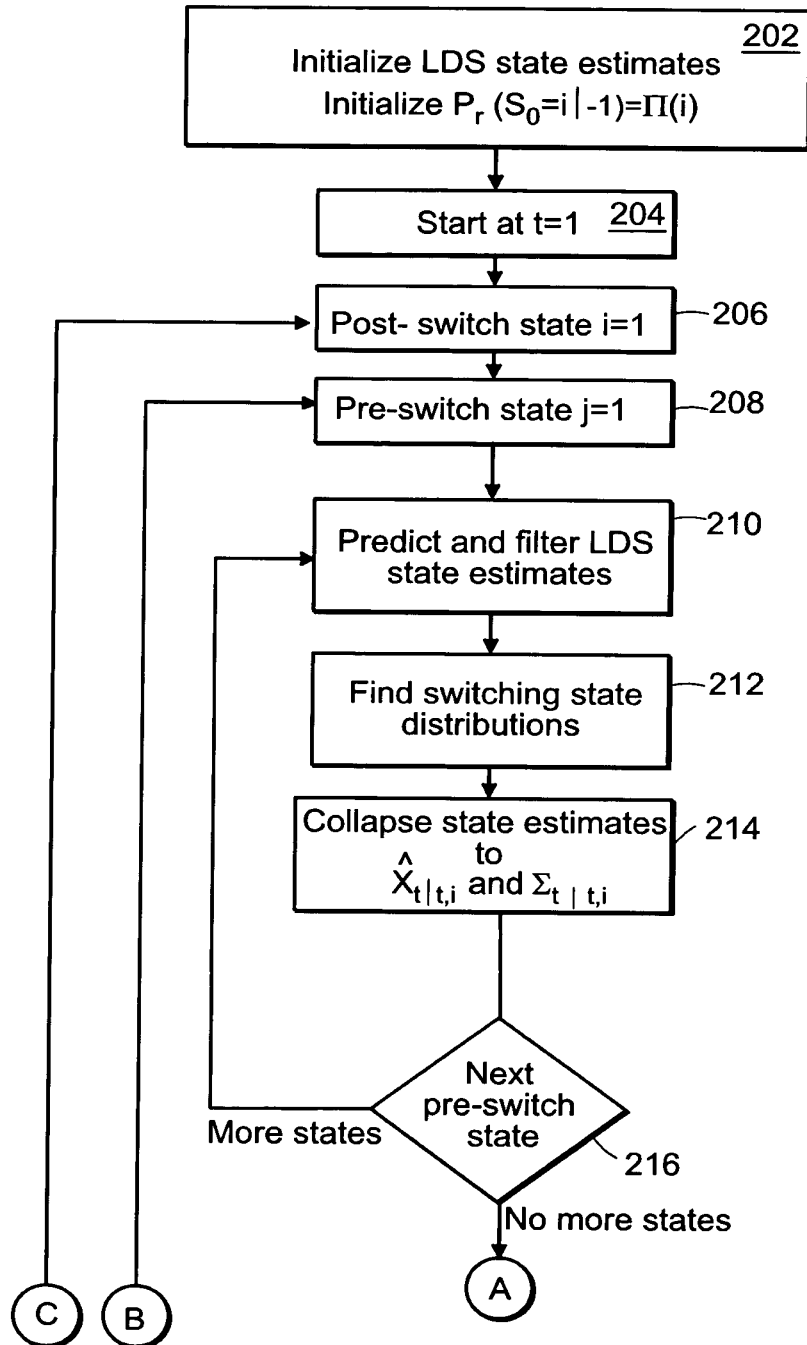 202
Initialize LDS state estimates
Initialize P_r (S_0=i|-1)=Π(i)
Start at t=1 204
Post- switch state i=1 206
Pre-switch state j=1 208
210
Predict and filter LDS
state estimates
212
Find switching state
distributions
Collapse state estimates 214
to
X̂_t|t,i and Σ_t | t,i
Next
pre-switch
state
More states
216
No more states
A
C
B